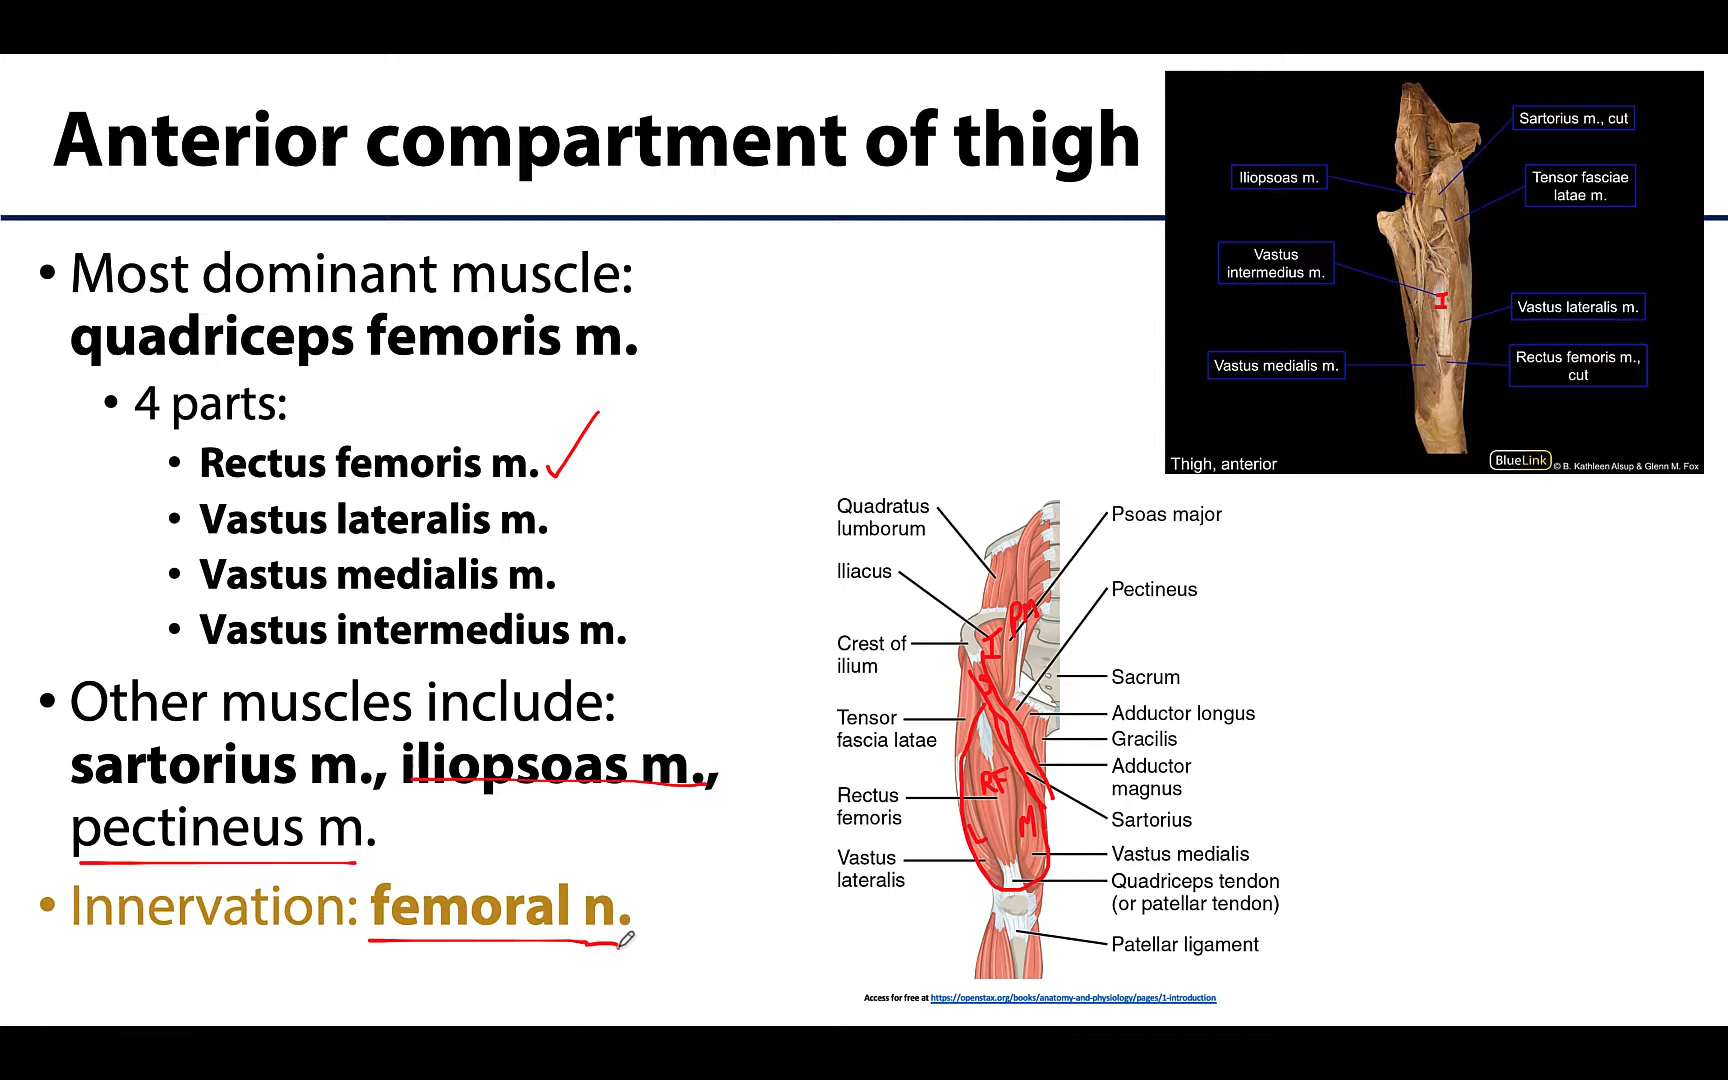 Anterior compartment of thigh
• Most dominant muscle:
quadriceps femoris m.
• 4 parts:
• Rectus femoris m.
• Vastus lateralis m.
• Vastus medialis m.
• Vastus intermedius m.
• Other muscles include:
sartorius m., iliopsoas m.,
pectineus m.
• Innervation: femoral n.
Sartorius m., cut
Iliopsoas m.
Tensor fasciae
latae m.
Vastus
intermedius m.
I
Vastus lateralis m.
Vastus medialis m.
Rectus femoris m.,
cut
Thigh, anterior
BlueLink © B. Kathleen Alsup & Glenn M. Fox
Quadratus
lumborum
Iliacus
Crest of
ilium
Tensor
fascia latae
Rectus
femoris
Vastus
lateralis
PM
I
S
RF
L
M
Psoas major
Pectineus
Sacrum
Adductor longus
Gracilis
Adductor
magnus
Sartorius
Vastus medialis
Quadriceps tendon
(or patellar tendon)
Patellar ligament
Access for free at https://openstax.org/books/anatomy-and-physiology/pages/1-introduction